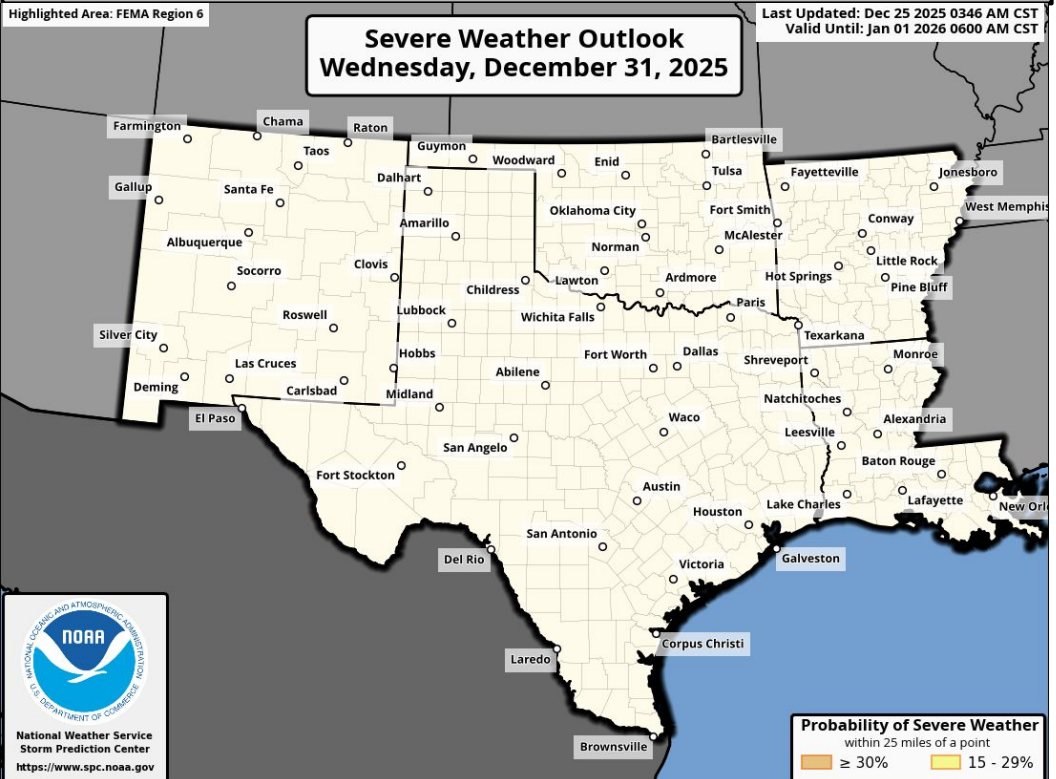 Highlighted Area: FEMA Region 6
Last Updated: Dec 25 2025 0346 AM CST
Valid Until: Jan 01 2026 0600 AM CST
Severe Weather Outlook
Wednesday, December 31, 2025
Farmington
Chama
Raton
Taos
Guymon
Woodward
Enid
Bartlesville
Tulsa
Fayetteville
Jonesboro
Gallup
Santa Fe
Dalhart
West Memphis
Albuquerque
Amarillo
Oklahoma City
Fort Smith
Conway
Norman
McAlester
Socorro
Clovis
Childress
Lawton
Ardmore
Hot Springs
Little Rock
Pine Bluff
Roswell
Lubbock
Wichita Falls
Paris
Silver City
Texarkana
Las Cruces
Hobbs
Fort Worth
Dallas
Shreveport
Monroe
Deming
Carlsbad
Midland
Abilene
Natchitoches
El Paso
Waco
Leesville
Alexandria
San Angelo
Fort Stockton
Baton Rouge
Austin
Houston
Lake Charles
Lafayette
New Orl
San Antonio
Del Rio
Galveston
Victoria
Laredo
Corpus Christi
Brownsville
NATIONAL OCEANIC AND ATMOSPHERIC ADMINISTRATION
NOAA
U.S. DEPARTMENT OF COMMERCE
National Weather Service
Storm Prediction Center
https://www.spc.noaa.gov
Probability of Severe Weather
within 25 miles of a point
≥ 30%
15 - 29%